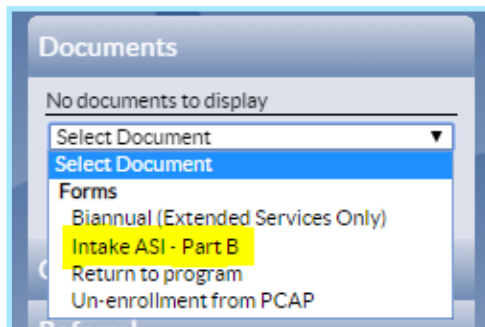 Documents
No documents to display
Select Document
Select Document
Forms
Biannual (Extended Services Only)
Intake ASI - Part B
Return to program
Un-enrollment from PCAP